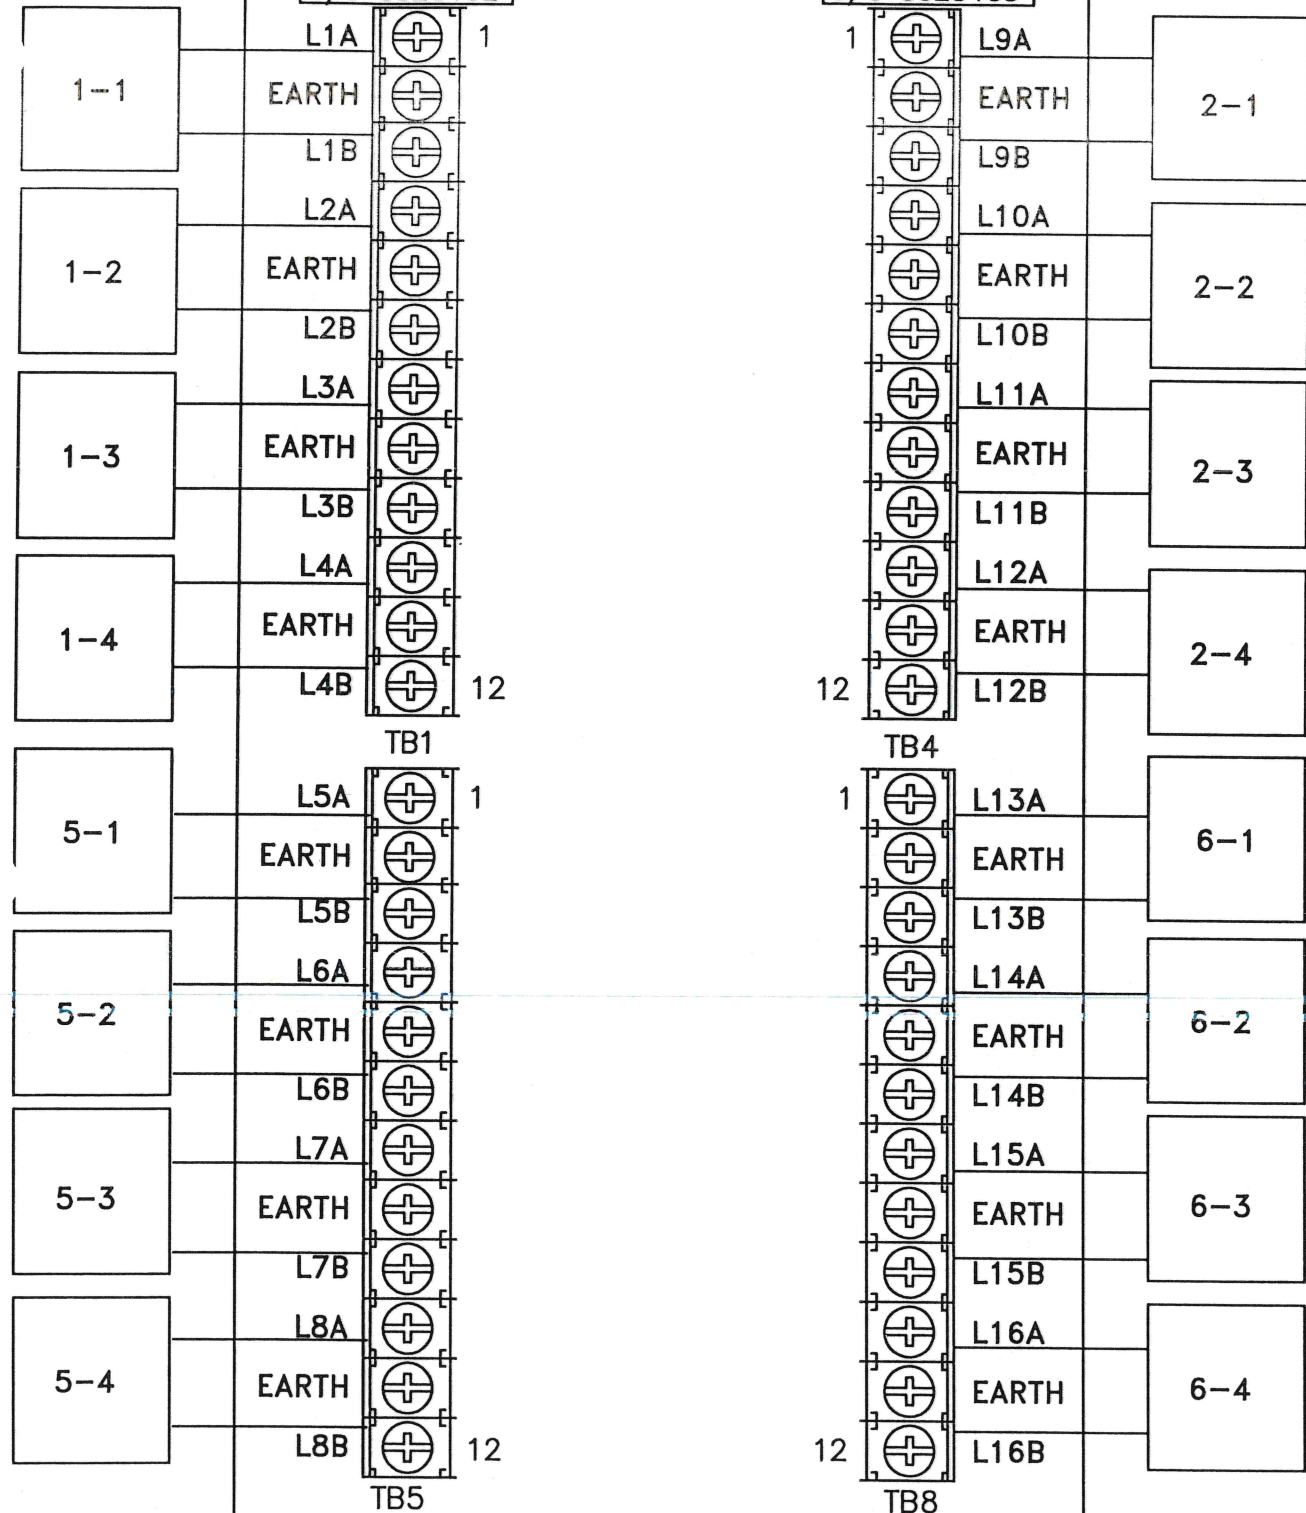 L1A 1
1-1 EARTH
L1B
L2A
1-2 EARTH
L2B
L3A
1-3 EARTH
L3B
L4A
1-4 EARTH
L4B 12
TB1
L5A 1
5-1 EARTH
L5B
L6A
5-2 EARTH
L6B
L7A
5-3 EARTH
L7B
L8A
5-4 EARTH
L8B 12
TB5
1 L9A
EARTH 2-1
L9B
L10A
EARTH 2-2
L10B
L11A
EARTH 2-3
L11B
L12A
EARTH 2-4
12 L12B
TB4
1 L13A
EARTH 6-1
L13B
L14A
EARTH 6-2
L14B
L15A
EARTH 6-3
L15B
L16A
EARTH 6-4
12 L16B
TB8